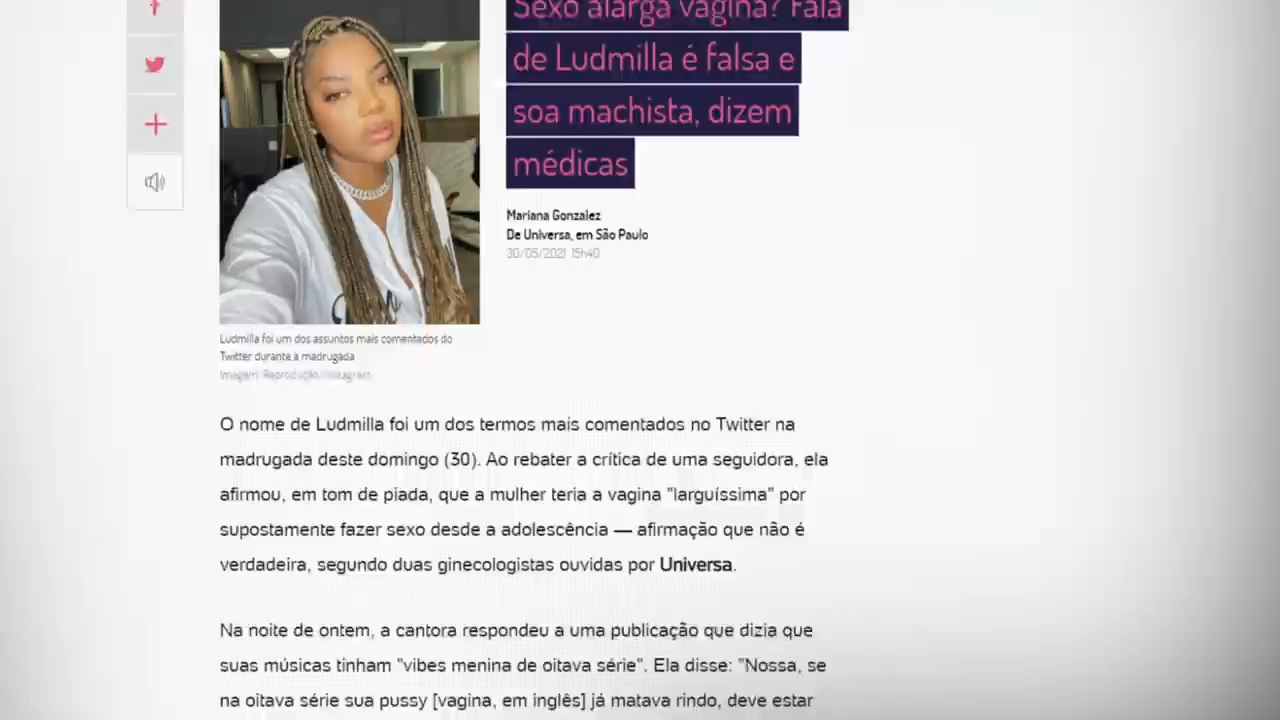 Sexo alarga vagina? Fala
de Ludmilla é falsa e
soa machista, dizem
médicas
Mariana Gonzalez
De Universa, em São Paulo
30/05/2021 15h40
Ludmilla foi um dos assuntos mais comentados do
Twitter durante a madrugada
Imagem: Reprodução/Instagram
O nome de Ludmilla foi um dos termos mais comentados no Twitter na
madrugada deste domingo (30). Ao rebater a crítica de uma seguidora, ela
afirmou, em tom de piada, que a mulher teria a vagina "larguíssima" por
supostamente fazer sexo desde a adolescência — afirmação que não é
verdadeira, segundo duas ginecologistas ouvidas por Universa.
Na noite de ontem, a cantora respondeu a uma publicação que dizia que
suas músicas tinham "vibes menina de oitava série". Ela disse: "Nossa, se
na oitava série sua pussy [vagina, em inglês] já matava rindo, deve estar